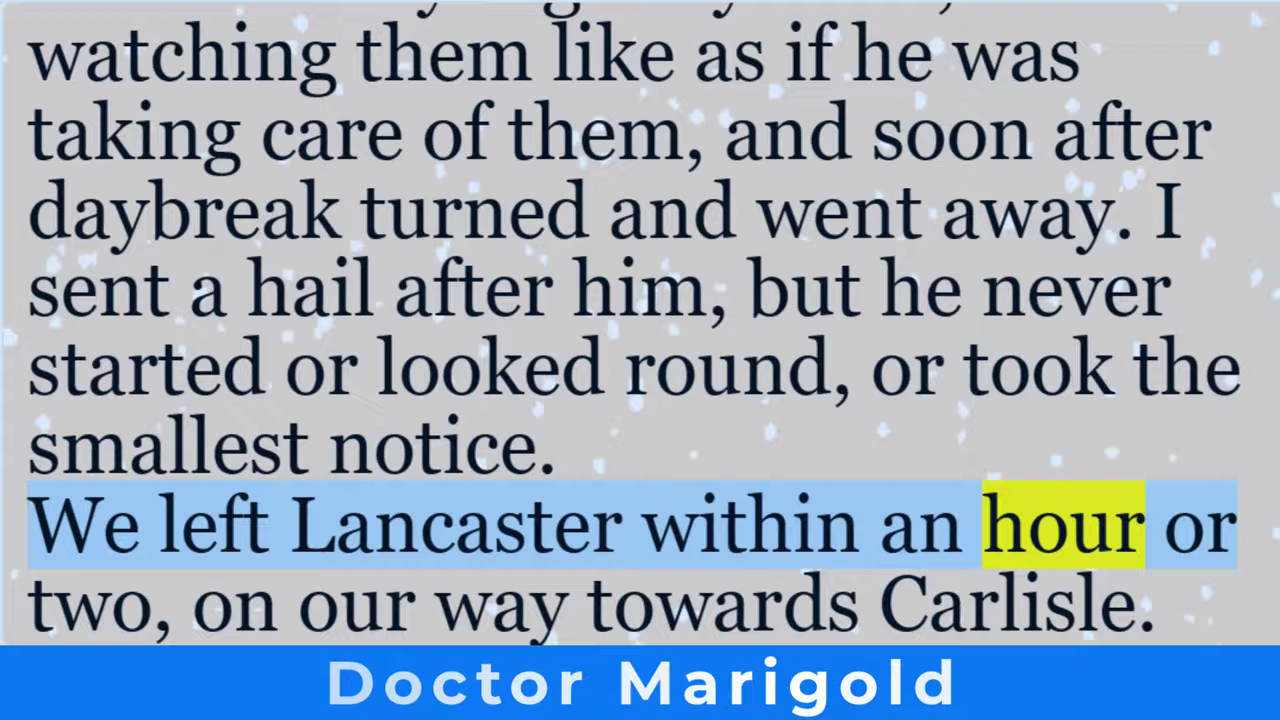 watching them like as if he was
taking care of them, and soon after
daybreak turned and went away. I
sent a hail after him, but he never
started or looked round, or took the
smallest notice.
We left Lancaster within an hour or
two, on our way towards Carlisle.
Doctor Marigold